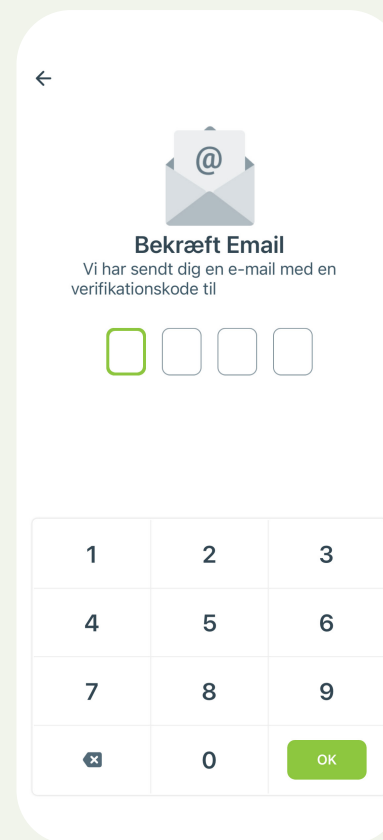 @
Bekræft Email
Vi har sendt dig en e-mail med en
verifikationskode til
1 2 3
4 5 6
7 8 9
0 OK